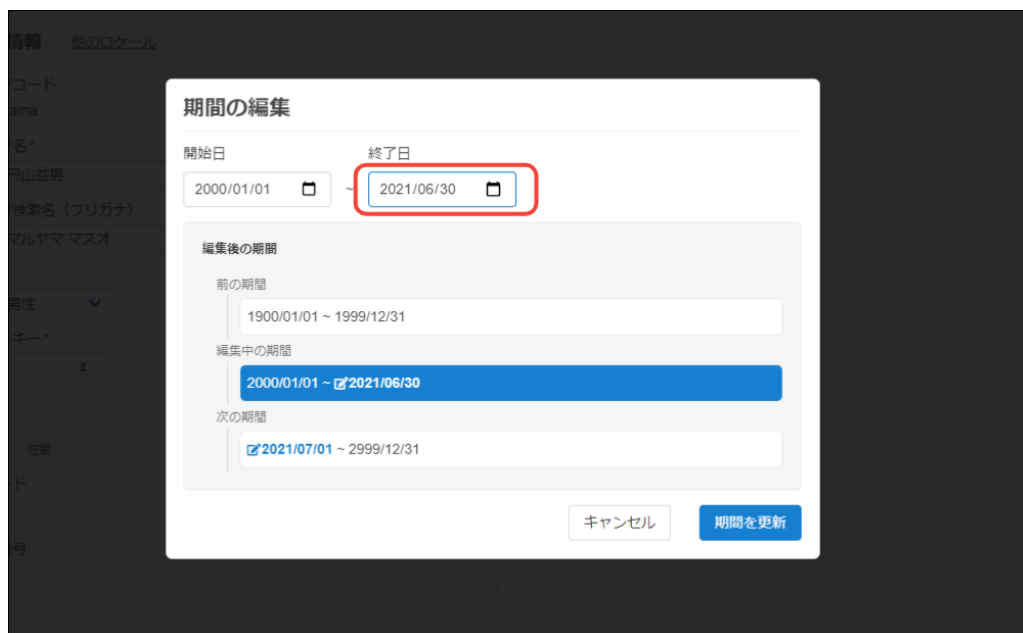 情報 他のロケール
コード
ama
名*
円山益男
検索名（フリガナ）
マルヤマ マスオ
男性
キー*
4
任意
ード
番号
期間の編集
開始日 終了日
2000/01/01 ~ 2021/06/30
編集後の期間
前の期間
1900/01/01 ~ 1999/12/31
編集中の期間
2000/01/01 ~ 2021/06/30
次の期間
2021/07/01 ~ 2999/12/31
キャンセル 期間を更新